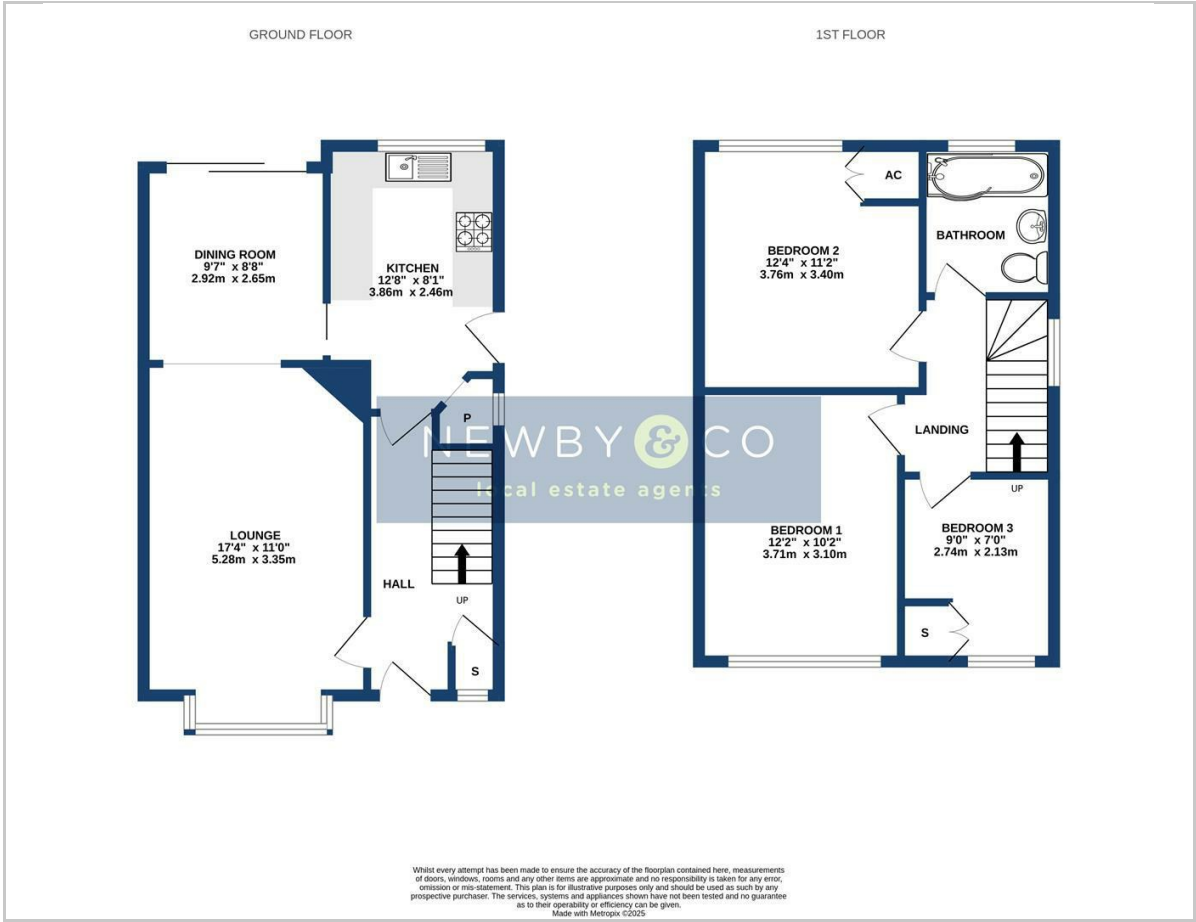 GROUND FLOOR
1ST FLOOR
DINING ROOM
9'7" x 8'8"
2.92m x 2.65m
KITCHEN
12'8" x 8'1"
3.86m x 2.46m
P
LOUNGE
17'4" x 11'0"
5.28m x 3.35m
HALL
UP
S
AC
BEDROOM 2
12'4" x 11'2"
3.76m x 3.40m
BATHROOM
LANDING
UP
BEDROOM 1
12'2" x 10'2"
3.71m x 3.10m
BEDROOM 3
9'0" x 7'0"
2.74m x 2.13m
S
NEWBY & CO
local estate agents
Whilst every attempt has been made to ensure the accuracy of the floorplan contained here, measurements
of doors, windows, rooms and any other items are approximate and no responsibility is taken for any error,
omission or mis-statement. This plan is for illustrative purposes only and should be used as such by any
prospective purchaser. The services, systems and appliances shown have not been tested and no guarantee
as to their operability or efficiency can be given.
Made with Metropix ©2025